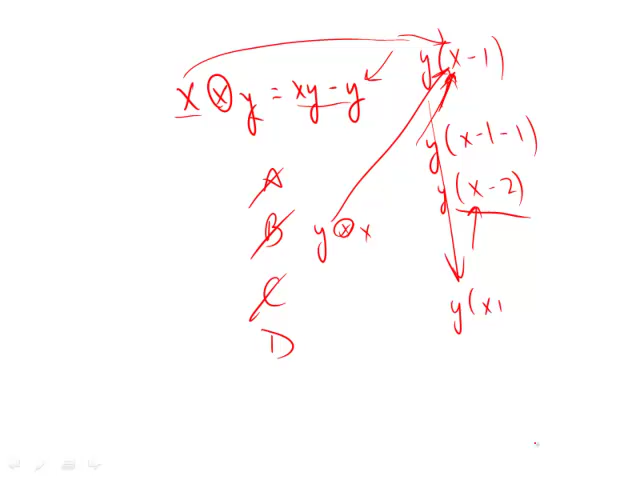 y(x-1)
x ⊗ y = xy - y
y(x-1-1)
A
y(x-2)
B y ⊗ x
C
y(x1
D